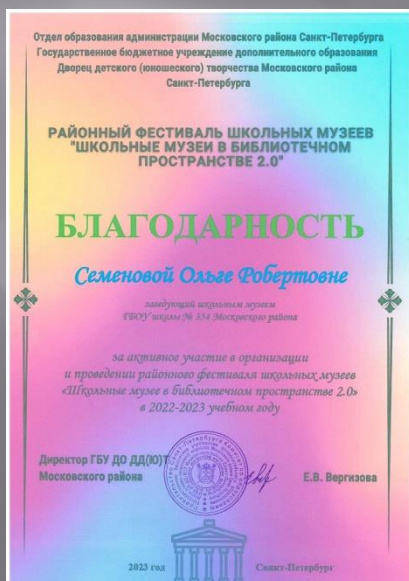 Отдел образования администрации Московского района Санкт-Петербурга
Государственное бюджетное учреждение дополнительного образования
Дворец детского (юношеского) творчества Московского района
Санкт-Петербурга
РАЙОННЫЙ ФЕСТИВАЛЬ ШКОЛЬНЫХ МУЗЕЕВ
"ШКОЛЬНЫЕ МУЗЕИ В БИБЛИОТЕЧНОМ
ПРОСТРАНСТВЕ 2.0"
БЛАГОДАРНОСТЬ
Семеновой Ольге Робертовне
заведующий школьным музеем
ГБОУ школы № 354 Московского района
за активное участие в организации
и проведении районного фестиваля школьных музеев
«Школьные музее в библиотечном пространстве 2.0»
в 2022-2023 учебном году
Директор ГБУ ДО ДД(Ю)Т
Московского района
Е.В. Вергизова
2023 год Санкт-Петербург